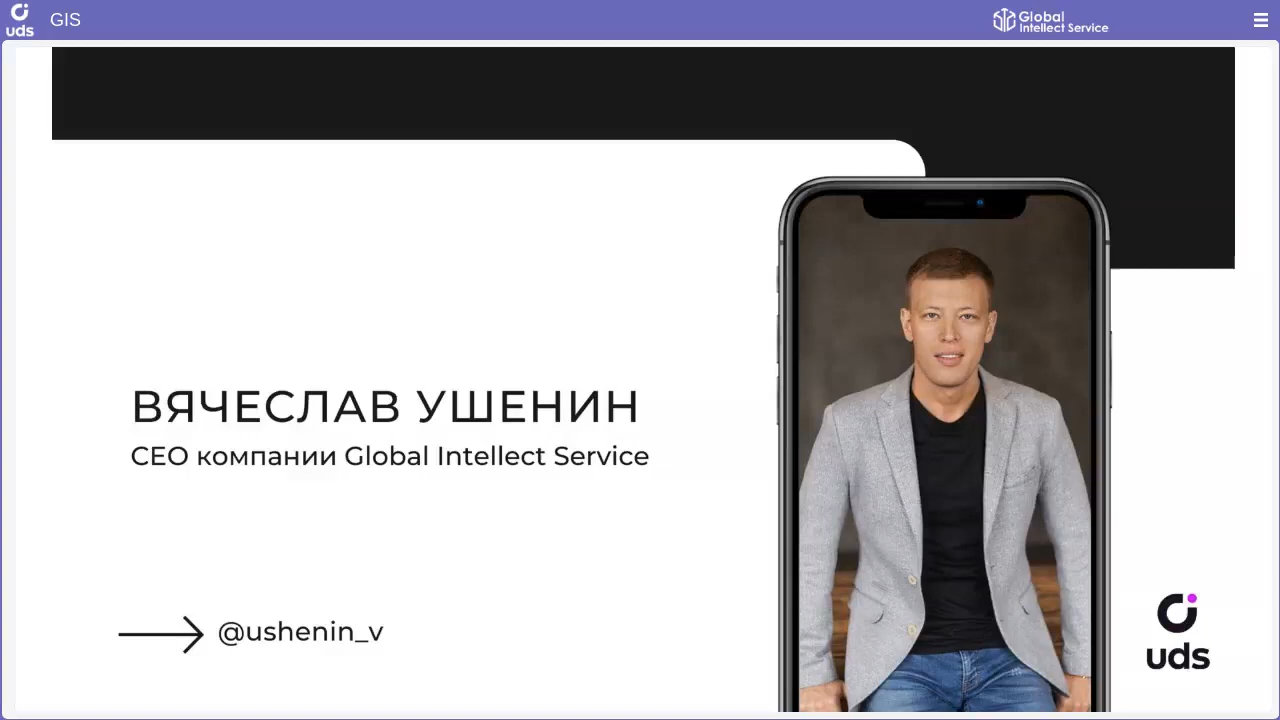 uds
GIS
Global
Intellect Service
ВЯЧЕСЛАВ УШЕНИН
CEO компании Global Intellect Service
@ushenin_v
uds